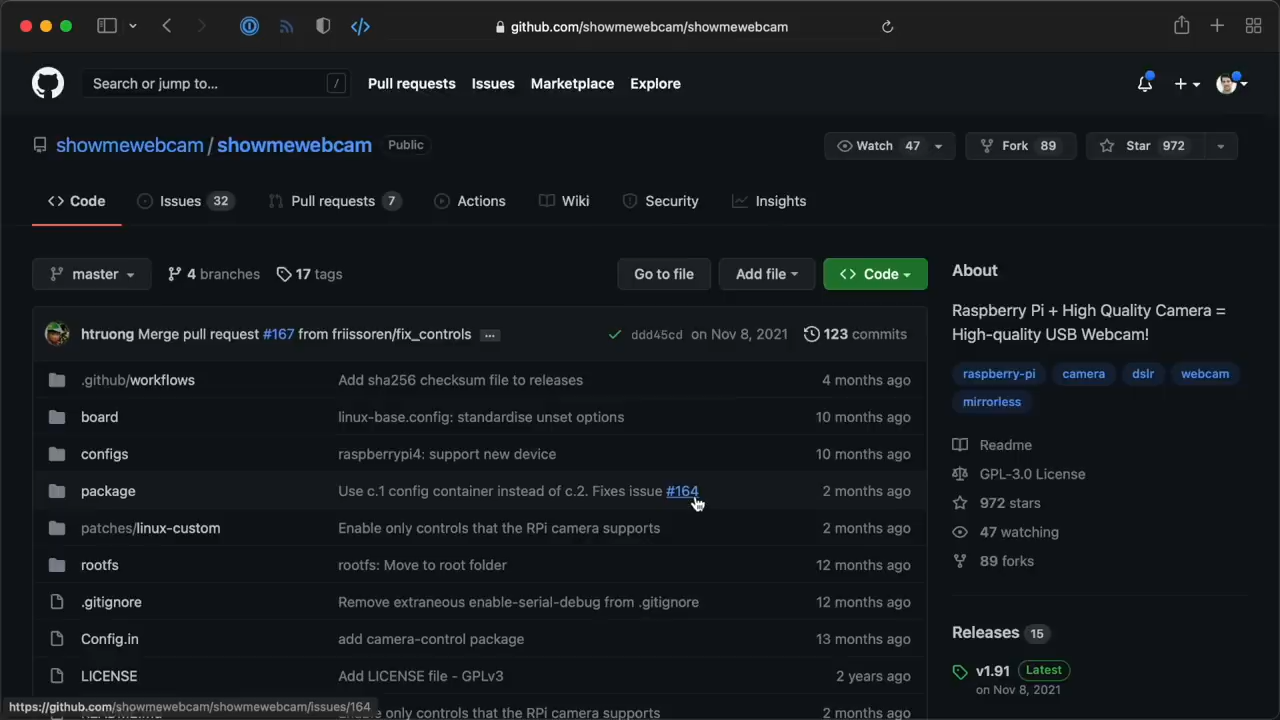 github.com/showmewebcam/showmewebcam
Search or jump to... / Pull requests Issues Marketplace Explore
showmewebcam / showmewebcam Public Watch 47 Fork 89 Star 972
Code Issues 32 Pull requests 7 Actions Wiki Security Insights
master 4 branches 17 tags Go to file Add file Code
htruong Merge pull request #167 from friissoren/fix_controls ... ddd45cd on Nov 8, 2021 123 commits
.github/workflows Add sha256 checksum file to releases 4 months ago
board linux-base.config: standardise unset options 10 months ago
configs raspberrypi4: support new device 10 months ago
package Use c.1 config container instead of c.2. Fixes issue #164 2 months ago
patches/linux-custom Enable only controls that the RPi camera supports 2 months ago
rootfs rootfs: Move to root folder 12 months ago
.gitignore Remove extraneous enable-serial-debug from .gitignore 12 months ago
Config.in add camera-control package 13 months ago
LICENSE Add LICENSE file - GPLv3 2 years ago
only controls that the RPi camera supports 2 months ago
https://github.com/showmewebcam/showmewebcam/issues/164
About
Raspberry Pi + High Quality Camera =
High-quality USB Webcam!
raspberry-pi camera dslr webcam
mirrorless
Readme
GPL-3.0 License
972 stars
47 watching
89 forks
Releases 15
v1.91 Latest
on Nov 8, 2021